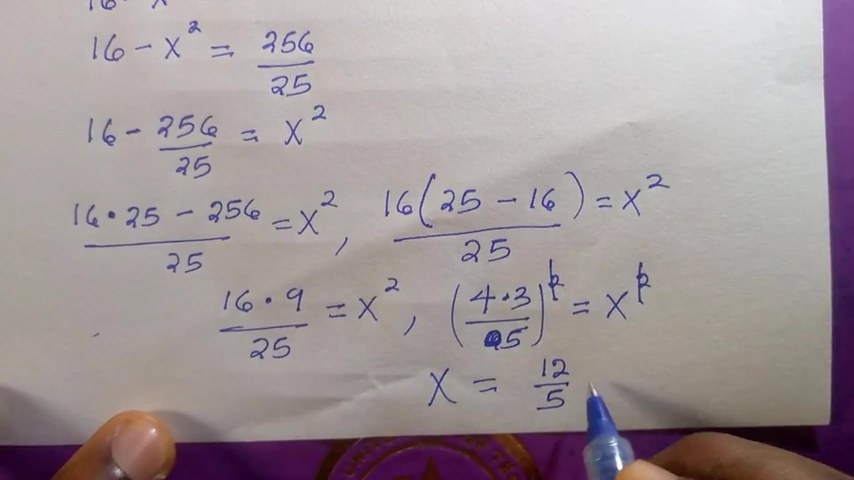 16 - x
16 - x² = 256/25
16 - 256/25 = x²
(16·25 - 256)/25 = x², 16(25 - 16)/25 = x²
16·9/25 = x², (4·3/5)² = x²
x = 12/5